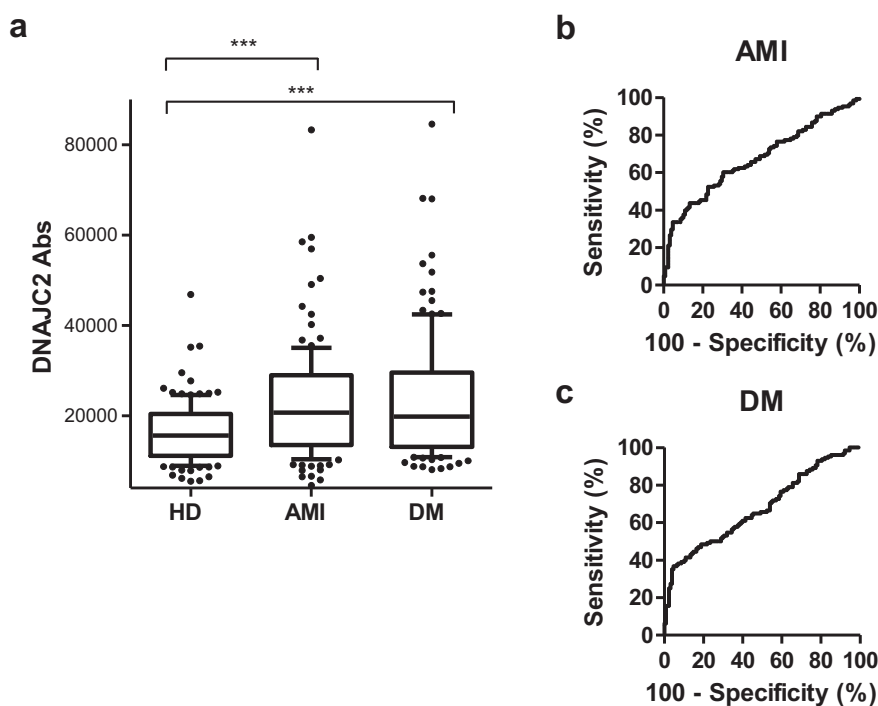 a
***
***
DNAJC2 Abs
80000
60000
40000
20000
HD AMI DM
b
AMI
Sensitivity (%)
100
80
60
40
20
0
0 20 40 60 80 100
100 - Specificity (%)
c
DM
Sensitivity (%)
100
80
60
40
20
0
0 20 40 60 80 100
100 - Specificity (%)